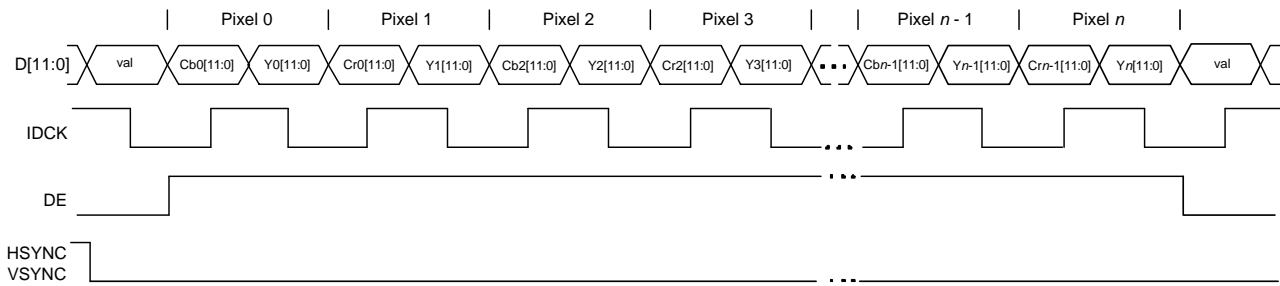 Pixel 0 Pixel 1 Pixel 2 Pixel 3 Pixel n - 1 Pixel n
D[11:0] val Cb0[11:0] Y0[11:0] Cr0[11:0] Y1[11:0] Cb2[11:0] Y2[11:0] Cr2[11:0] Y3[11:0] ... Cbn-1[11:0] Yn-1[11:0] Crn-1[11:0] Yn[11:0] val
IDCK ...
DE ...
HSYNC
VSYNC ...